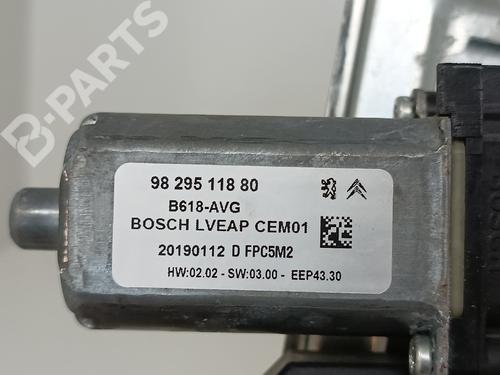 B-PARTS
98 295 118 80
B618-AVG
BOSCH LVEAP CEM01
20190112 D FPC5M2
HW:02.02 - SW:03.00 - EEP43.30